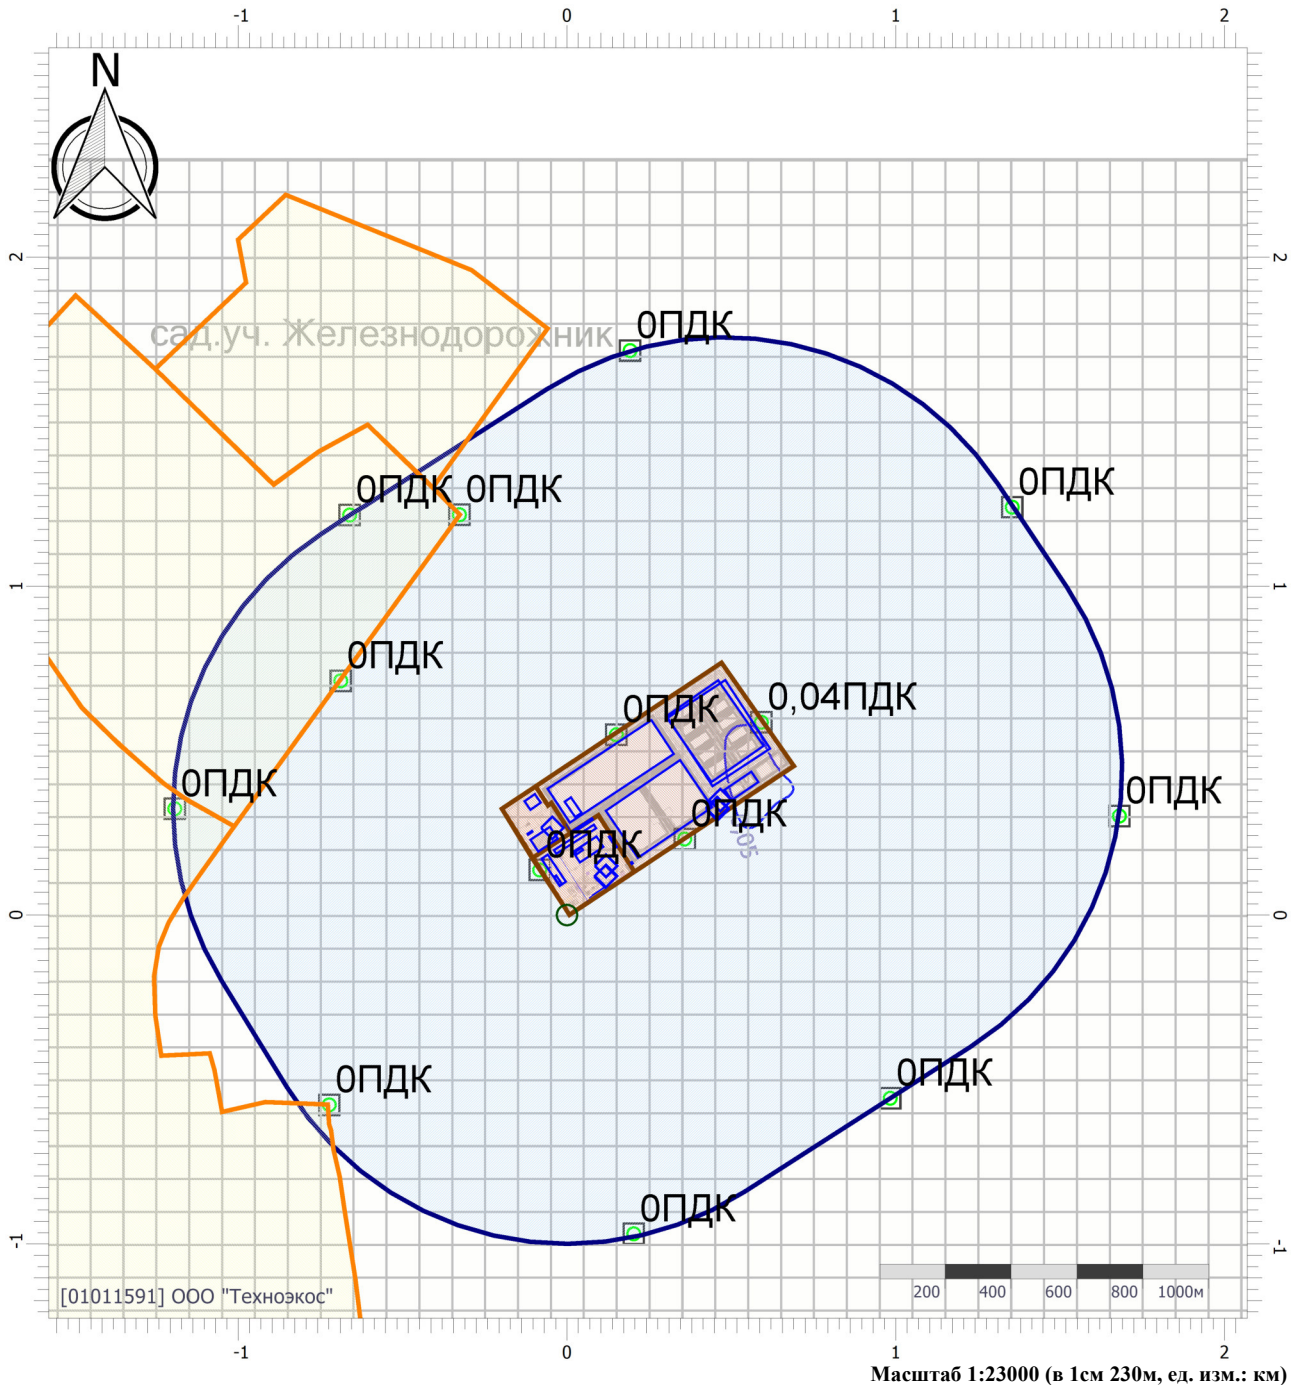 -1 0 1 2
N
2 2
0ПДК
сад.уч. Железнодорожник
0ПДК
0ПДК 0ПДК
1 1
0ПДК
0ПДК 0,04ПДК
0ПДК 0ПДК
0ПДК
0ПДК
0 0
0ПДК 0ПДК
0ПДК
-1 -1
200 400 600 800 1000м
[01011591] ООО "Техноэкос"
-1 0 1 2
Масштаб 1:23000 (в 1см 230м, ед. изм.: км)